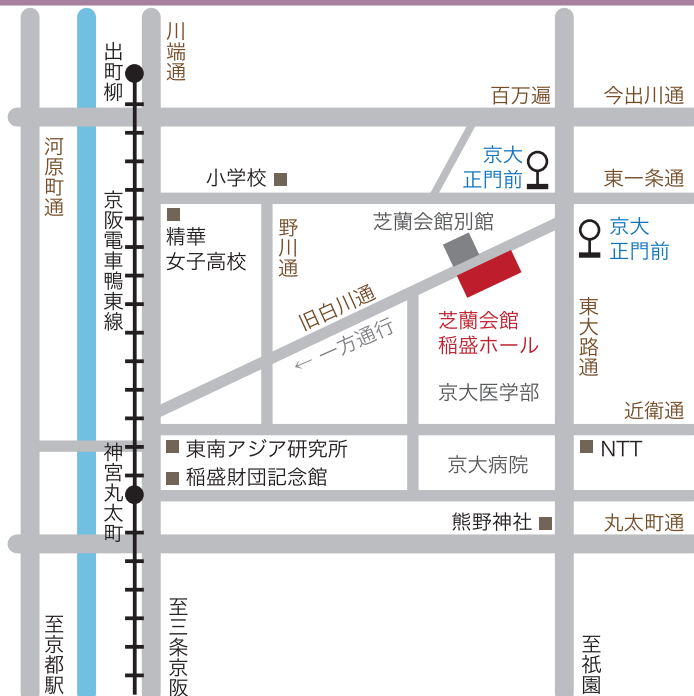 出町柳
川端通
百万遍
今出川通
河原町通
小学校
京大
正門前
東一条通
京阪電車鴨東線
精華
女子高校
野川通
芝蘭会館別館
京大
正門前
旧白川通
← 一方通行
芝蘭会館
稲盛ホール
東大路通
京大医学部
近衛通
神宮丸太町
東南アジア研究所
稲盛財団記念館
京大病院
NTT
熊野神社
丸太町通
至京都駅
至三条京阪
至祇園